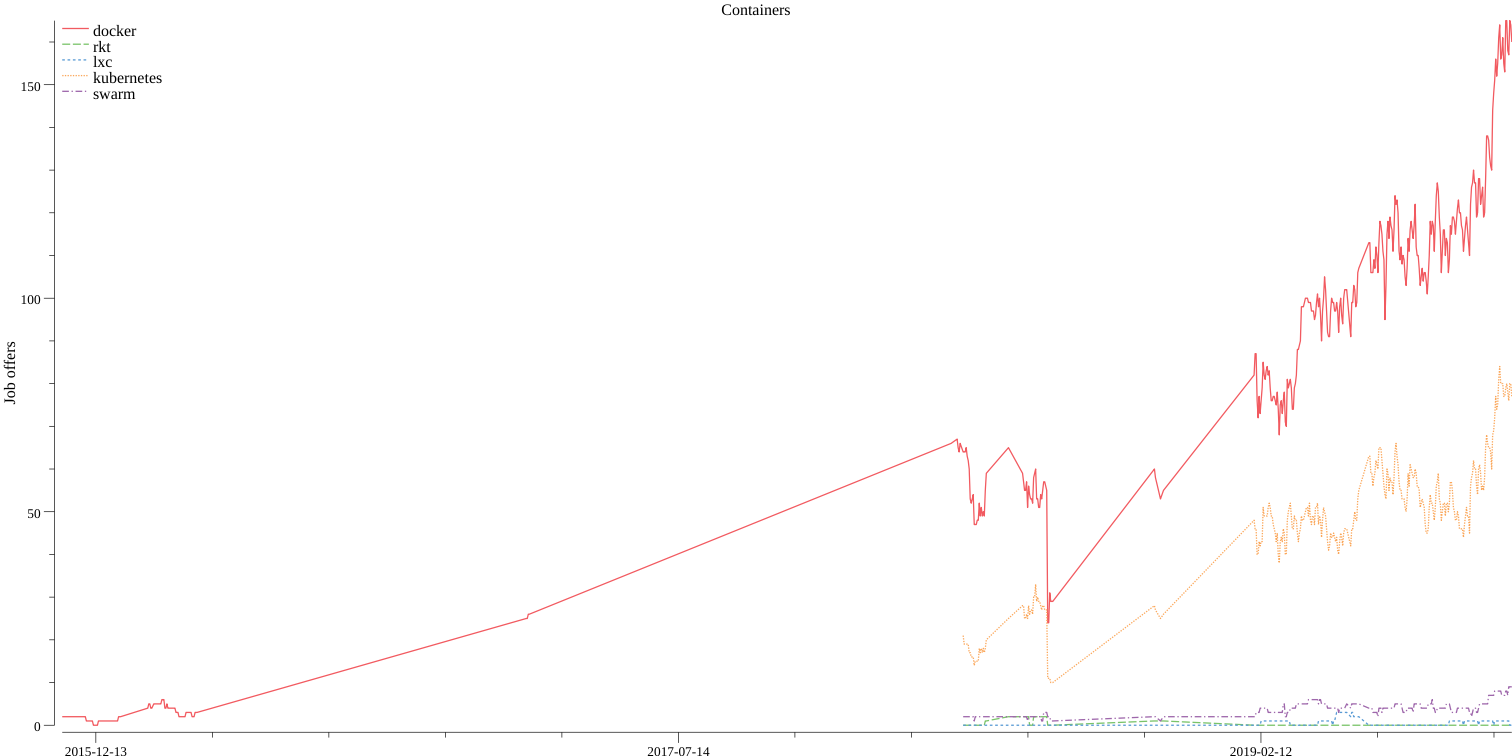 Containers
docker
rkt
lxc
kubernetes
swarm
150
100
50
0
Job offers
2015-12-13
2017-07-14
2019-02-12